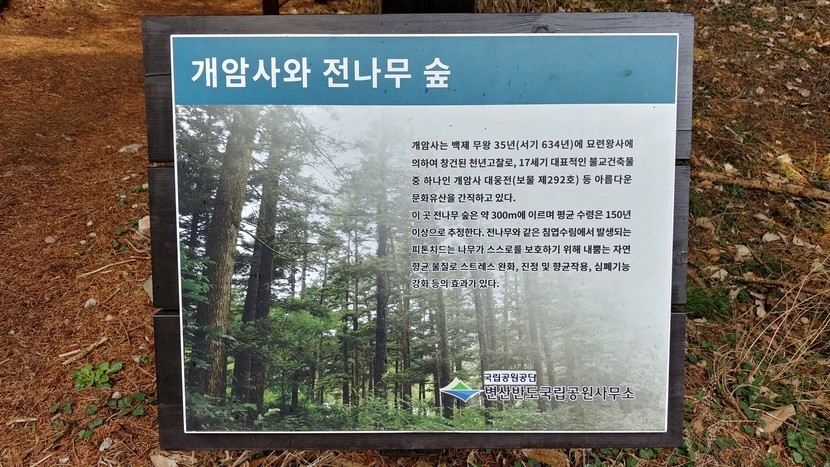 개암사와 전나무 숲
개암사는 백제 무왕 35년(서기 634년)에 묘련왕사에
의하여 창건된 천년고찰로, 17세기 대표적인 불교건축물
중 하나인 개암사 대웅전(보물 제292호) 등 아름다운
문화유산을 간직하고 있다.
이 곳 전나무 숲은 약 300m에 이르며 평균 수령은 150년
이상으로 추정한다. 전나무와 같은 침엽수림에서 발생되는
피톤치드는 나무가 스스로를 보호하기 위해 내뿜는 자연
향균 물질로 스트레스 완화, 진정 및 향균작용, 심폐기능
강화 등의 효과가 있다.
국립공원공단
변산반도국립공원사무소